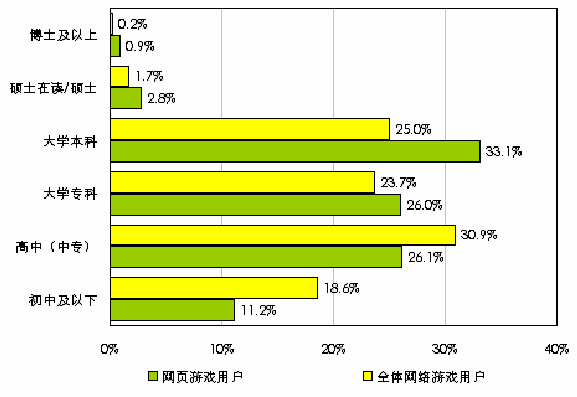 博士及以上
0.2%
0.9%
硕士在读/硕士
1.7%
2.8%
大学本科
25.0%
33.1%
大学专科
23.7%
26.0%
高中（中专）
30.9%
26.1%
初中及以下
18.6%
11.2%
0% 10% 20% 30% 40%
网页游戏用户 全体网络游戏用户